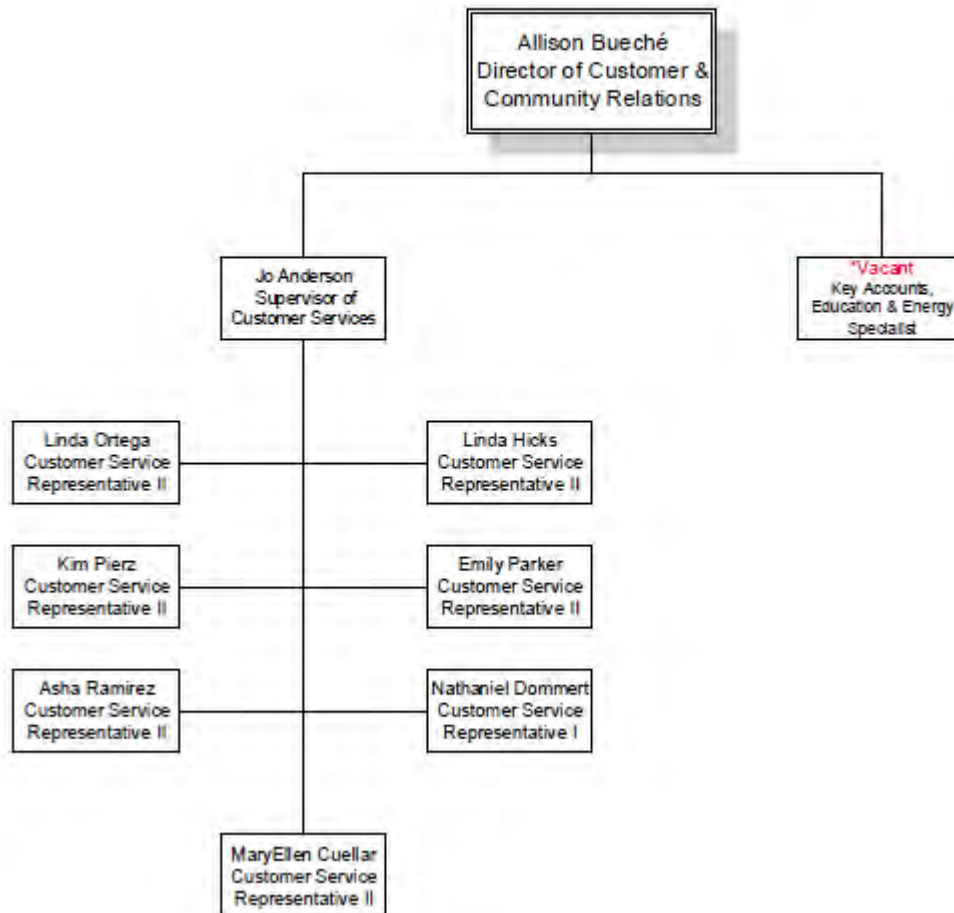 Allison Bueché
Director of Customer &
Community Relations
Jo Anderson
Supervisor of
Customer Services
*Vacant
Key Accounts,
Education & Energy
Specialist
Linda Ortega
Customer Service
Representative II
Linda Hicks
Customer Service
Representative II
Kim Pierz
Customer Service
Representative II
Emily Parker
Customer Service
Representative II
Asha Ramirez
Customer Service
Representative II
Nathaniel Dommert
Customer Service
Representative I
MaryEllen Cuellar
Customer Service
Representative II